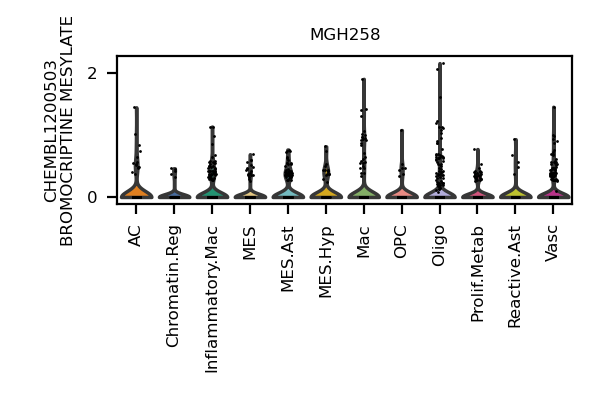 MGH258
CHEMBL1200503
BROMOCRIPTINE MESYLATE
2
0
AC
Chromatin.Reg
Inflammatory.Mac
MES
MES.Ast
MES.Hyp
Mac
OPC
Oligo
Prolif.Metab
Reactive.Ast
Vasc